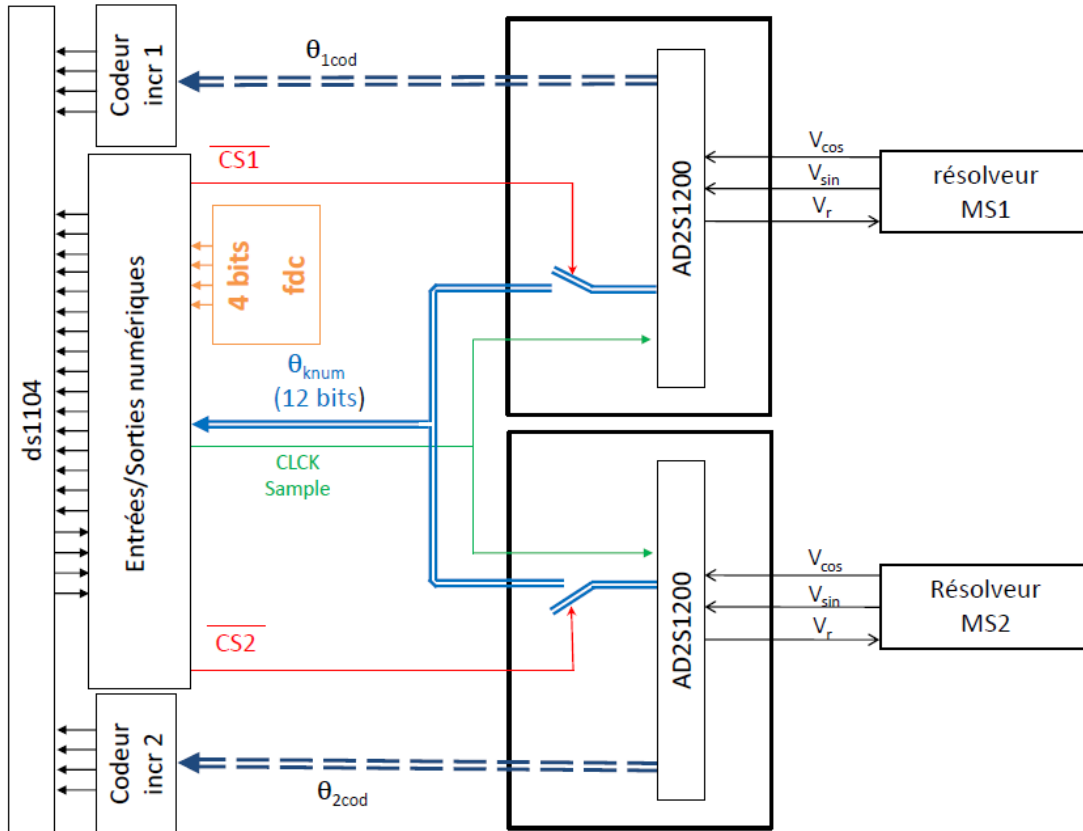 ds1104
Codeur
incr 1
θ1cod
Entrées/Sorties numériques
CS1
4 bits
fdc
θknum
(12 bits)
CLCK
Sample
CS2
Codeur
incr 2
θ2cod
AD2S1200
Vcos
Vsin
Vr
résolveur
MS1
AD2S1200
Vcos
Vsin
Vr
Résolveur
MS2